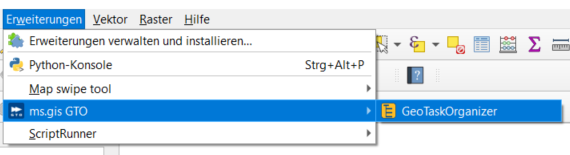 Erweiterungen Vektor Raster Hilfe
Erweiterungen verwalten und installieren...
Python-Konsole Strg+Alt+P
Map swipe tool
ms.gis GTO GeoTaskOrganizer
ScriptRunner